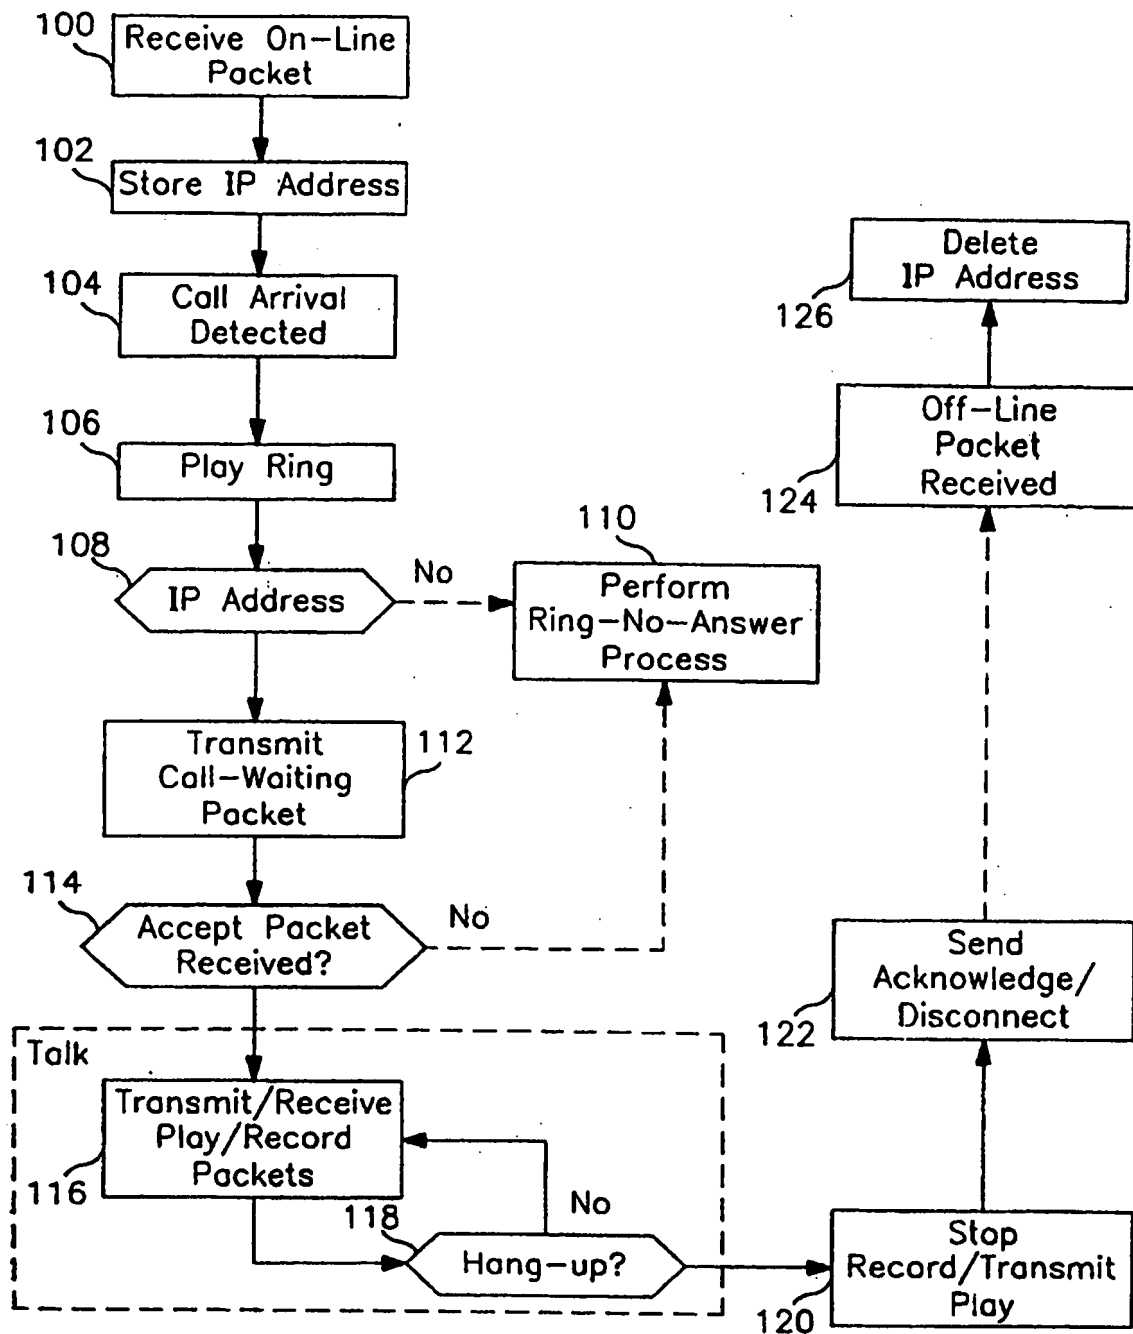 100
Receive On-Line
Packet
102
Store IP Address
104
Call Arrival
Detected
106
Play Ring
108
IP Address
No
110
Perform
Ring-No-Answer
Process
Transmit
Call-Waiting
Packet
112
114
Accept Packet
Received?
No
Talk
Transmit/Receive
Play/Record
Packets
116
118
Hang-up?
No
Stop
Record/Transmit
Play
120
Send
Acknowledge/
Disconnect
122
Off-Line
Packet
Received
124
Delete
IP Address
126